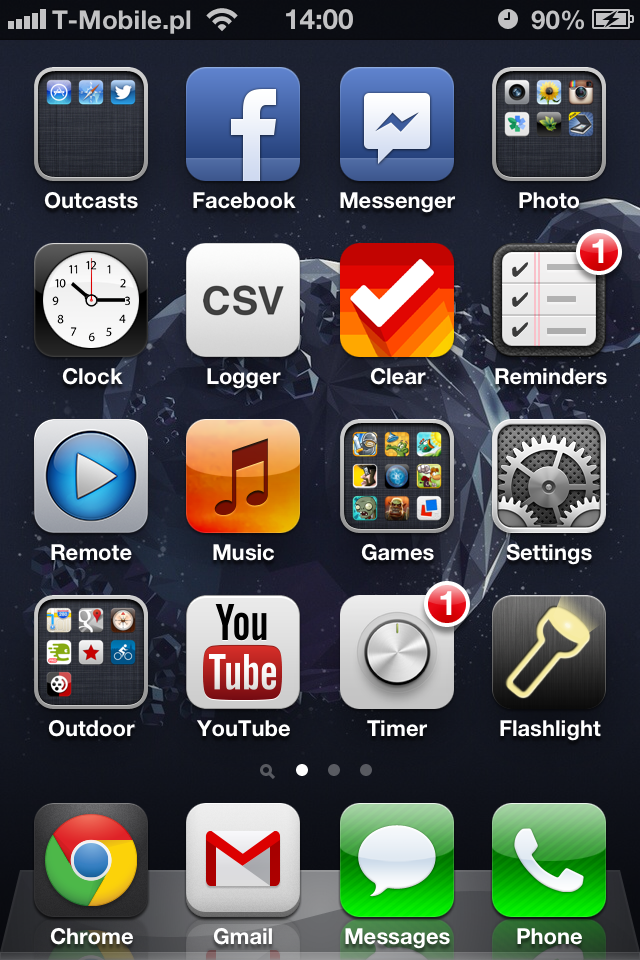 T-Mobile.pl 14:00 90%
Outcasts Facebook Messenger Photo
12 1 2 3 4 5 6 7 8 9 10 11
CSV
1
Clock Logger Clear Reminders
Remote Music Games Settings
You Tube
1
Outdoor YouTube Timer Flashlight
Chrome Gmail Messages Phone